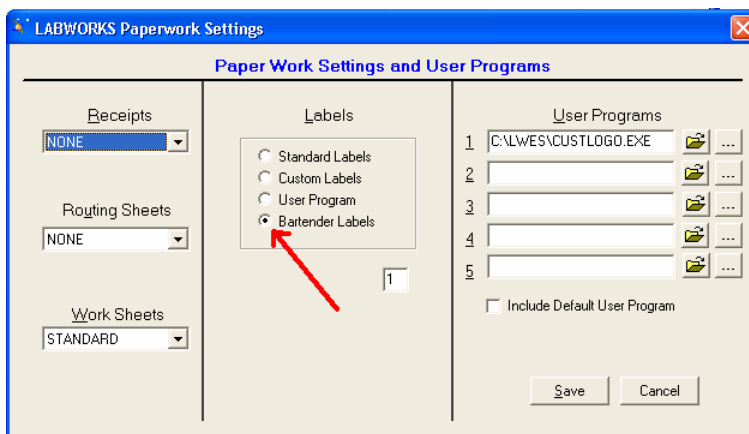 LABWORKS Paperwork Settings
Paper Work Settings and User Programs
Receipts
NONE
Routing Sheets
NONE
Work Sheets
STANDARD
Labels
Standard Labels
Custom Labels
User Program
Bartender Labels
1
User Programs
1 C:\LWES\CUSTLOGO.EXE ...
2 ...
3 ...
4 ...
5 ...
Include Default User Program
Save Cancel